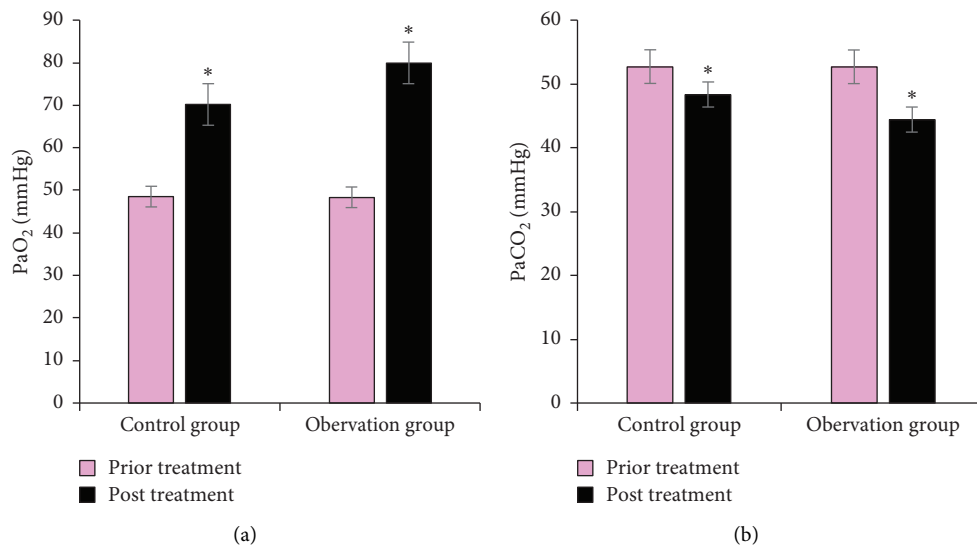 90
80
70
60
50
40
30
20
10
0
PaO2 (mmHg)
*
*
Control group
Obervation group
Prior treatment
Post treatment
(a)
60
50
40
30
20
10
0
PaCO2 (mmHg)
*
*
Control group
Obervation group
Prior treatment
Post treatment
(b)